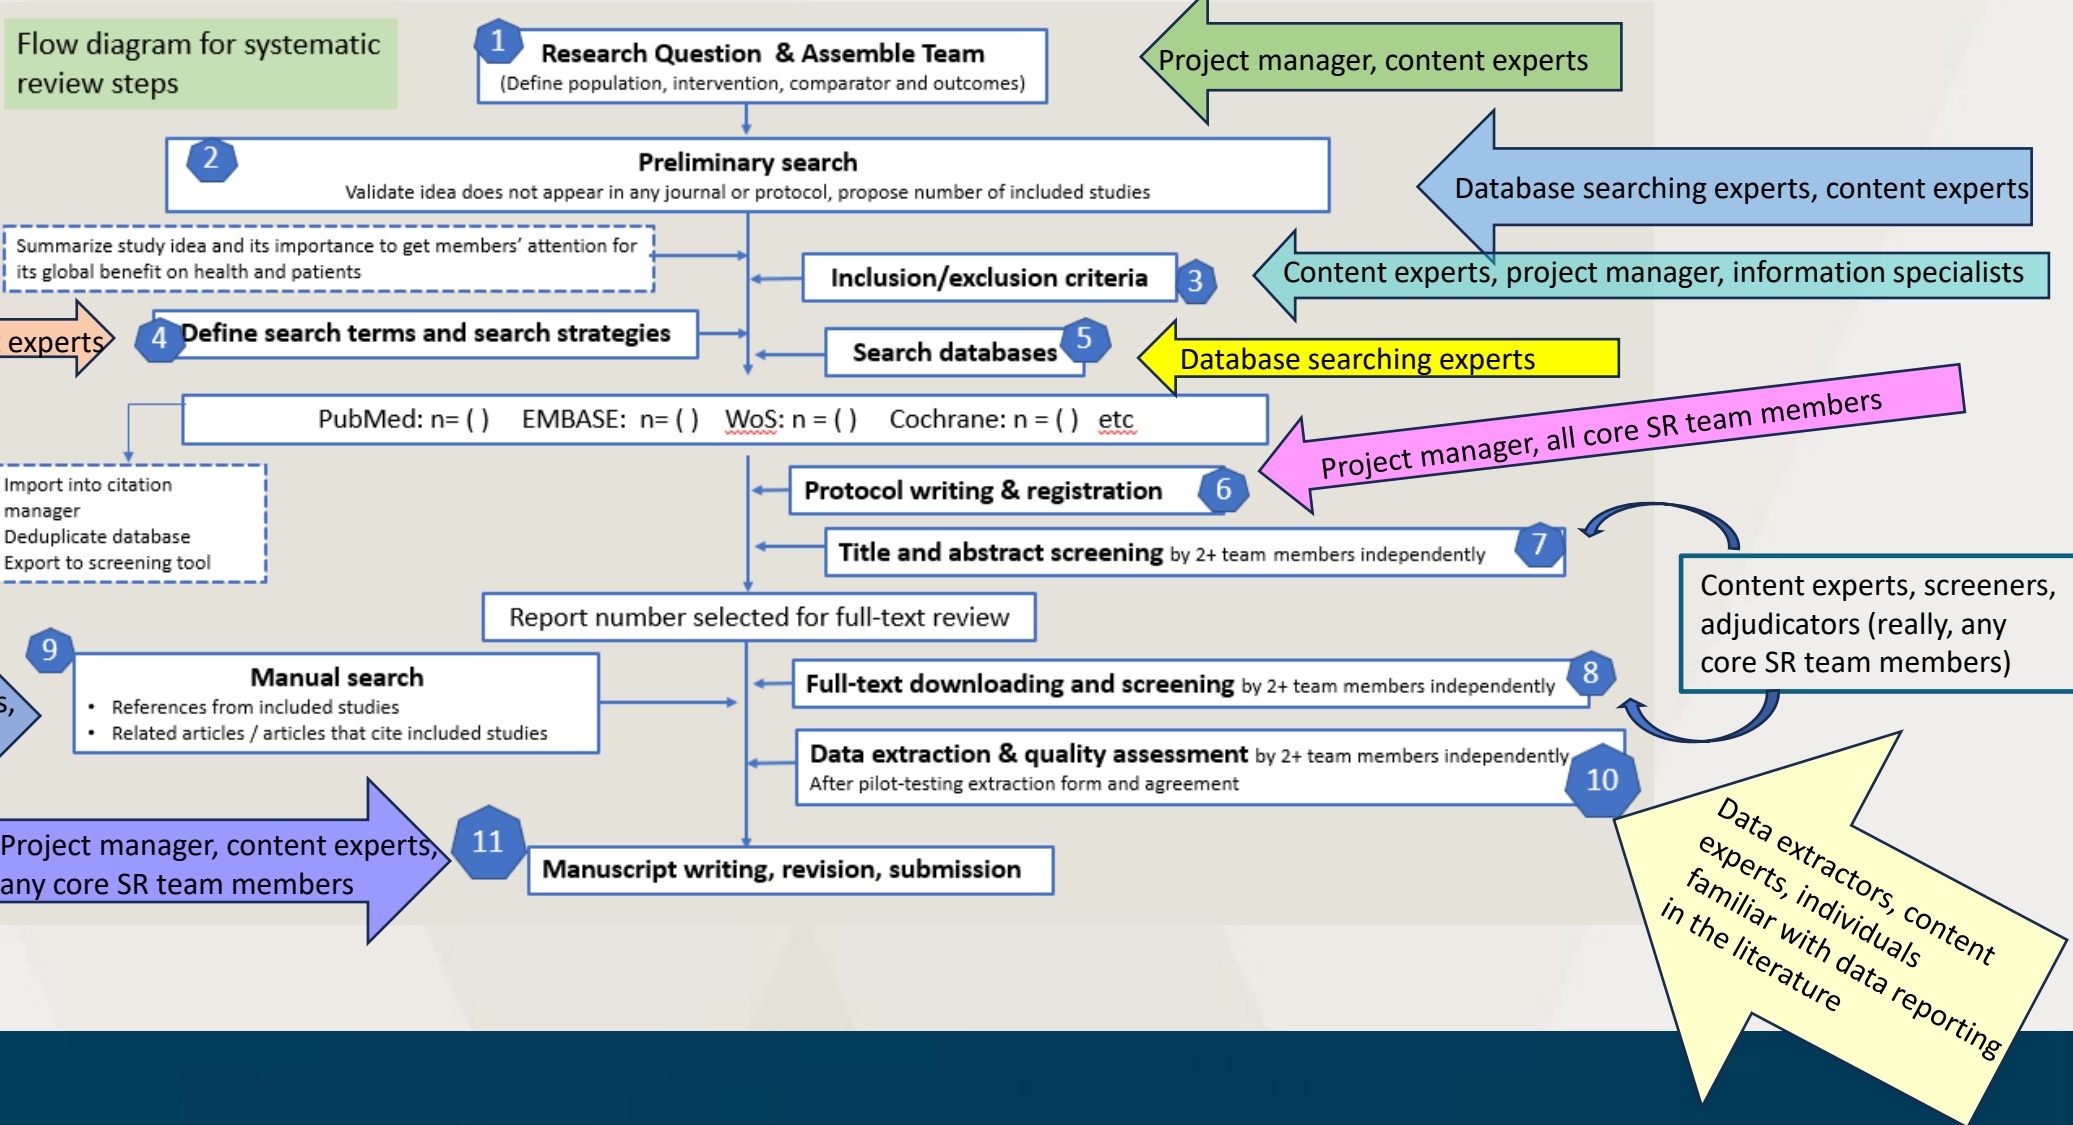 Flow diagram for systematic
review steps
1
Research Question & Assemble Team
(Define population, intervention, comparator and outcomes)
Project manager, content experts
2
Preliminary search
Validate idea does not appear in any journal or protocol, propose number of included studies
Database searching experts, content experts
Summarize study idea and its importance to get members' attention for
its global benefit on health and patients
Inclusion/exclusion criteria
3
Content experts, project manager, information specialists
experts
4
Define search terms and search strategies
Search databases
5
Database searching experts
PubMed: n= ( ) EMBASE: n= ( ) WoS: n = ( ) Cochrane: n = ( ) etc
Project manager, all core SR team members
Import into citation
manager
Deduplicate database
Export to screening tool
Protocol writing & registration
6
Title and abstract screening by 2+ team members independently
7
Content experts, screeners,
adjudicators (really, any
core SR team members)
Report number selected for full-text review
9
Manual search
• References from included studies
• Related articles / articles that cite included studies
Full-text downloading and screening by 2+ team members independently
8
Data extraction & quality assessment by 2+ team members independently
After pilot-testing extraction form and agreement
10
Data extractors, content
experts, individuals
familiar with data reporting
in the literature
Project manager, content experts,
any core SR team members
11
Manuscript writing, revision, submission